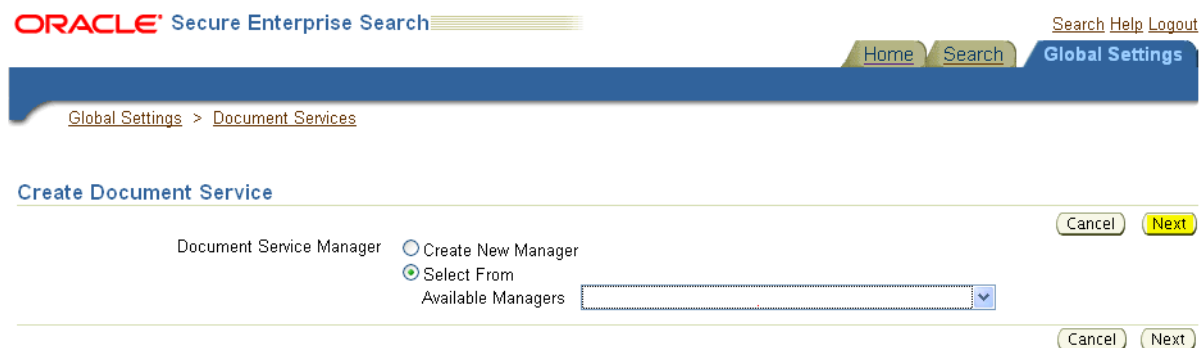 ORACLE® Secure Enterprise Search
Search Help Logout
Home Search Global Settings
Global Settings > Document Services
Create Document Service
Cancel Next
Document Service Manager Create New Manager
Select From
Available Managers
Cancel Next